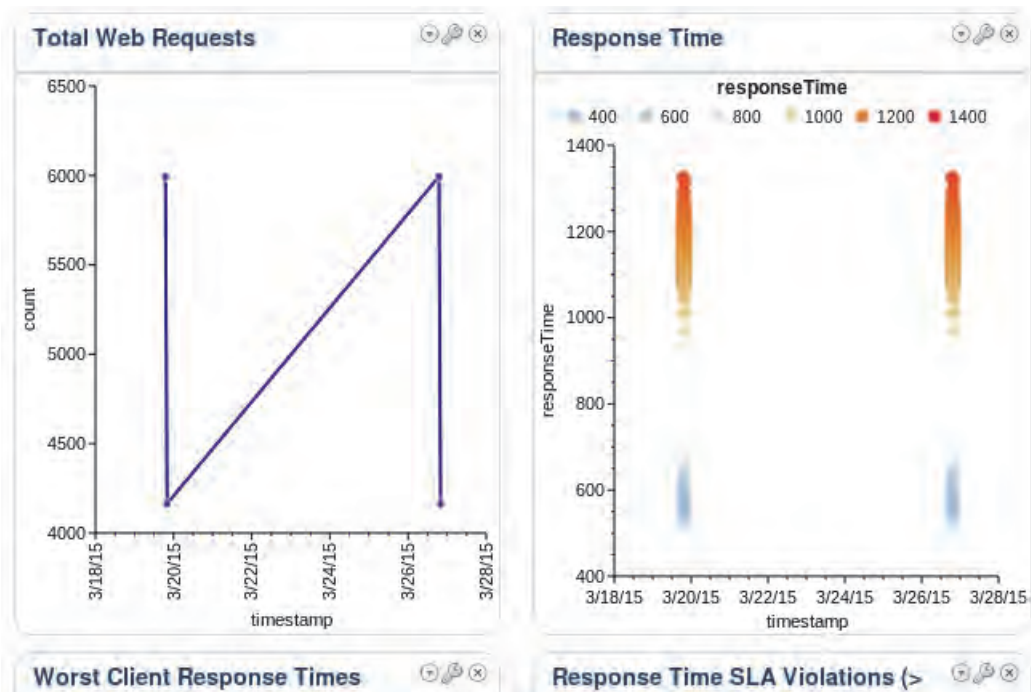 Total Web Requests
6500
6000
5500
5000
4500
4000
count
3/18/15 3/20/15 3/22/15 3/24/15 3/26/15 3/28/15
timestamp
Response Time
responseTime
400 600 800 1000 1200 1400
1400
1200
1000
800
600
400
responseTime
3/18/15 3/20/15 3/22/15 3/24/15 3/26/15 3/28/15
timestamp
Worst Client Response Times
Response Time SLA Violations (>